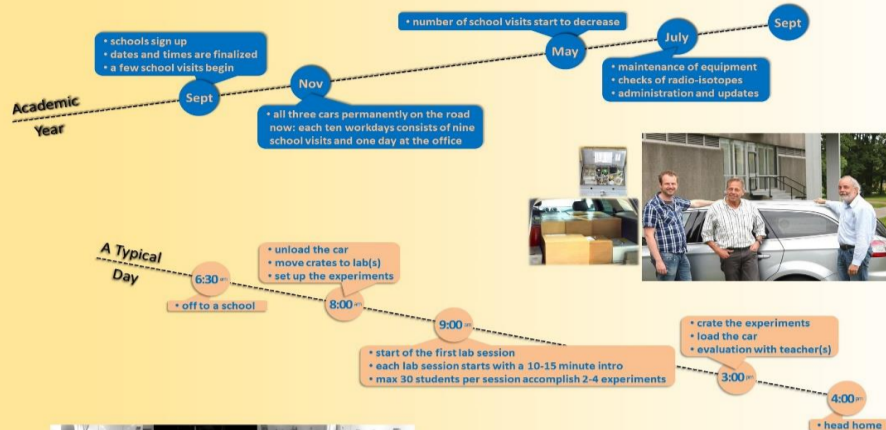 Academic
Year
• schools sign up
• dates and times are finalized
• a few school visits begin
Sept
Nov
• all three cars permanently on the road
now: each ten workdays consists of nine
school visits and one day at the office
• number of school visits start to decrease
May
July
• maintenance of equipment
• checks of radio-isotopes
• administration and updates
Sept
A Typical
Day
6:30 am
• off to a school
• unload the car
• move crates to lab(s)
• set up the experiments
8:00 am
9:00
• start of the first lab session
• each lab session starts with a 10-15 minute intro
• max 30 students per session accomplish 2-4 experiments
• crate the experiments
• load the car
• evaluation with teacher(s)
3:00 pm
4:00 pm
• head home